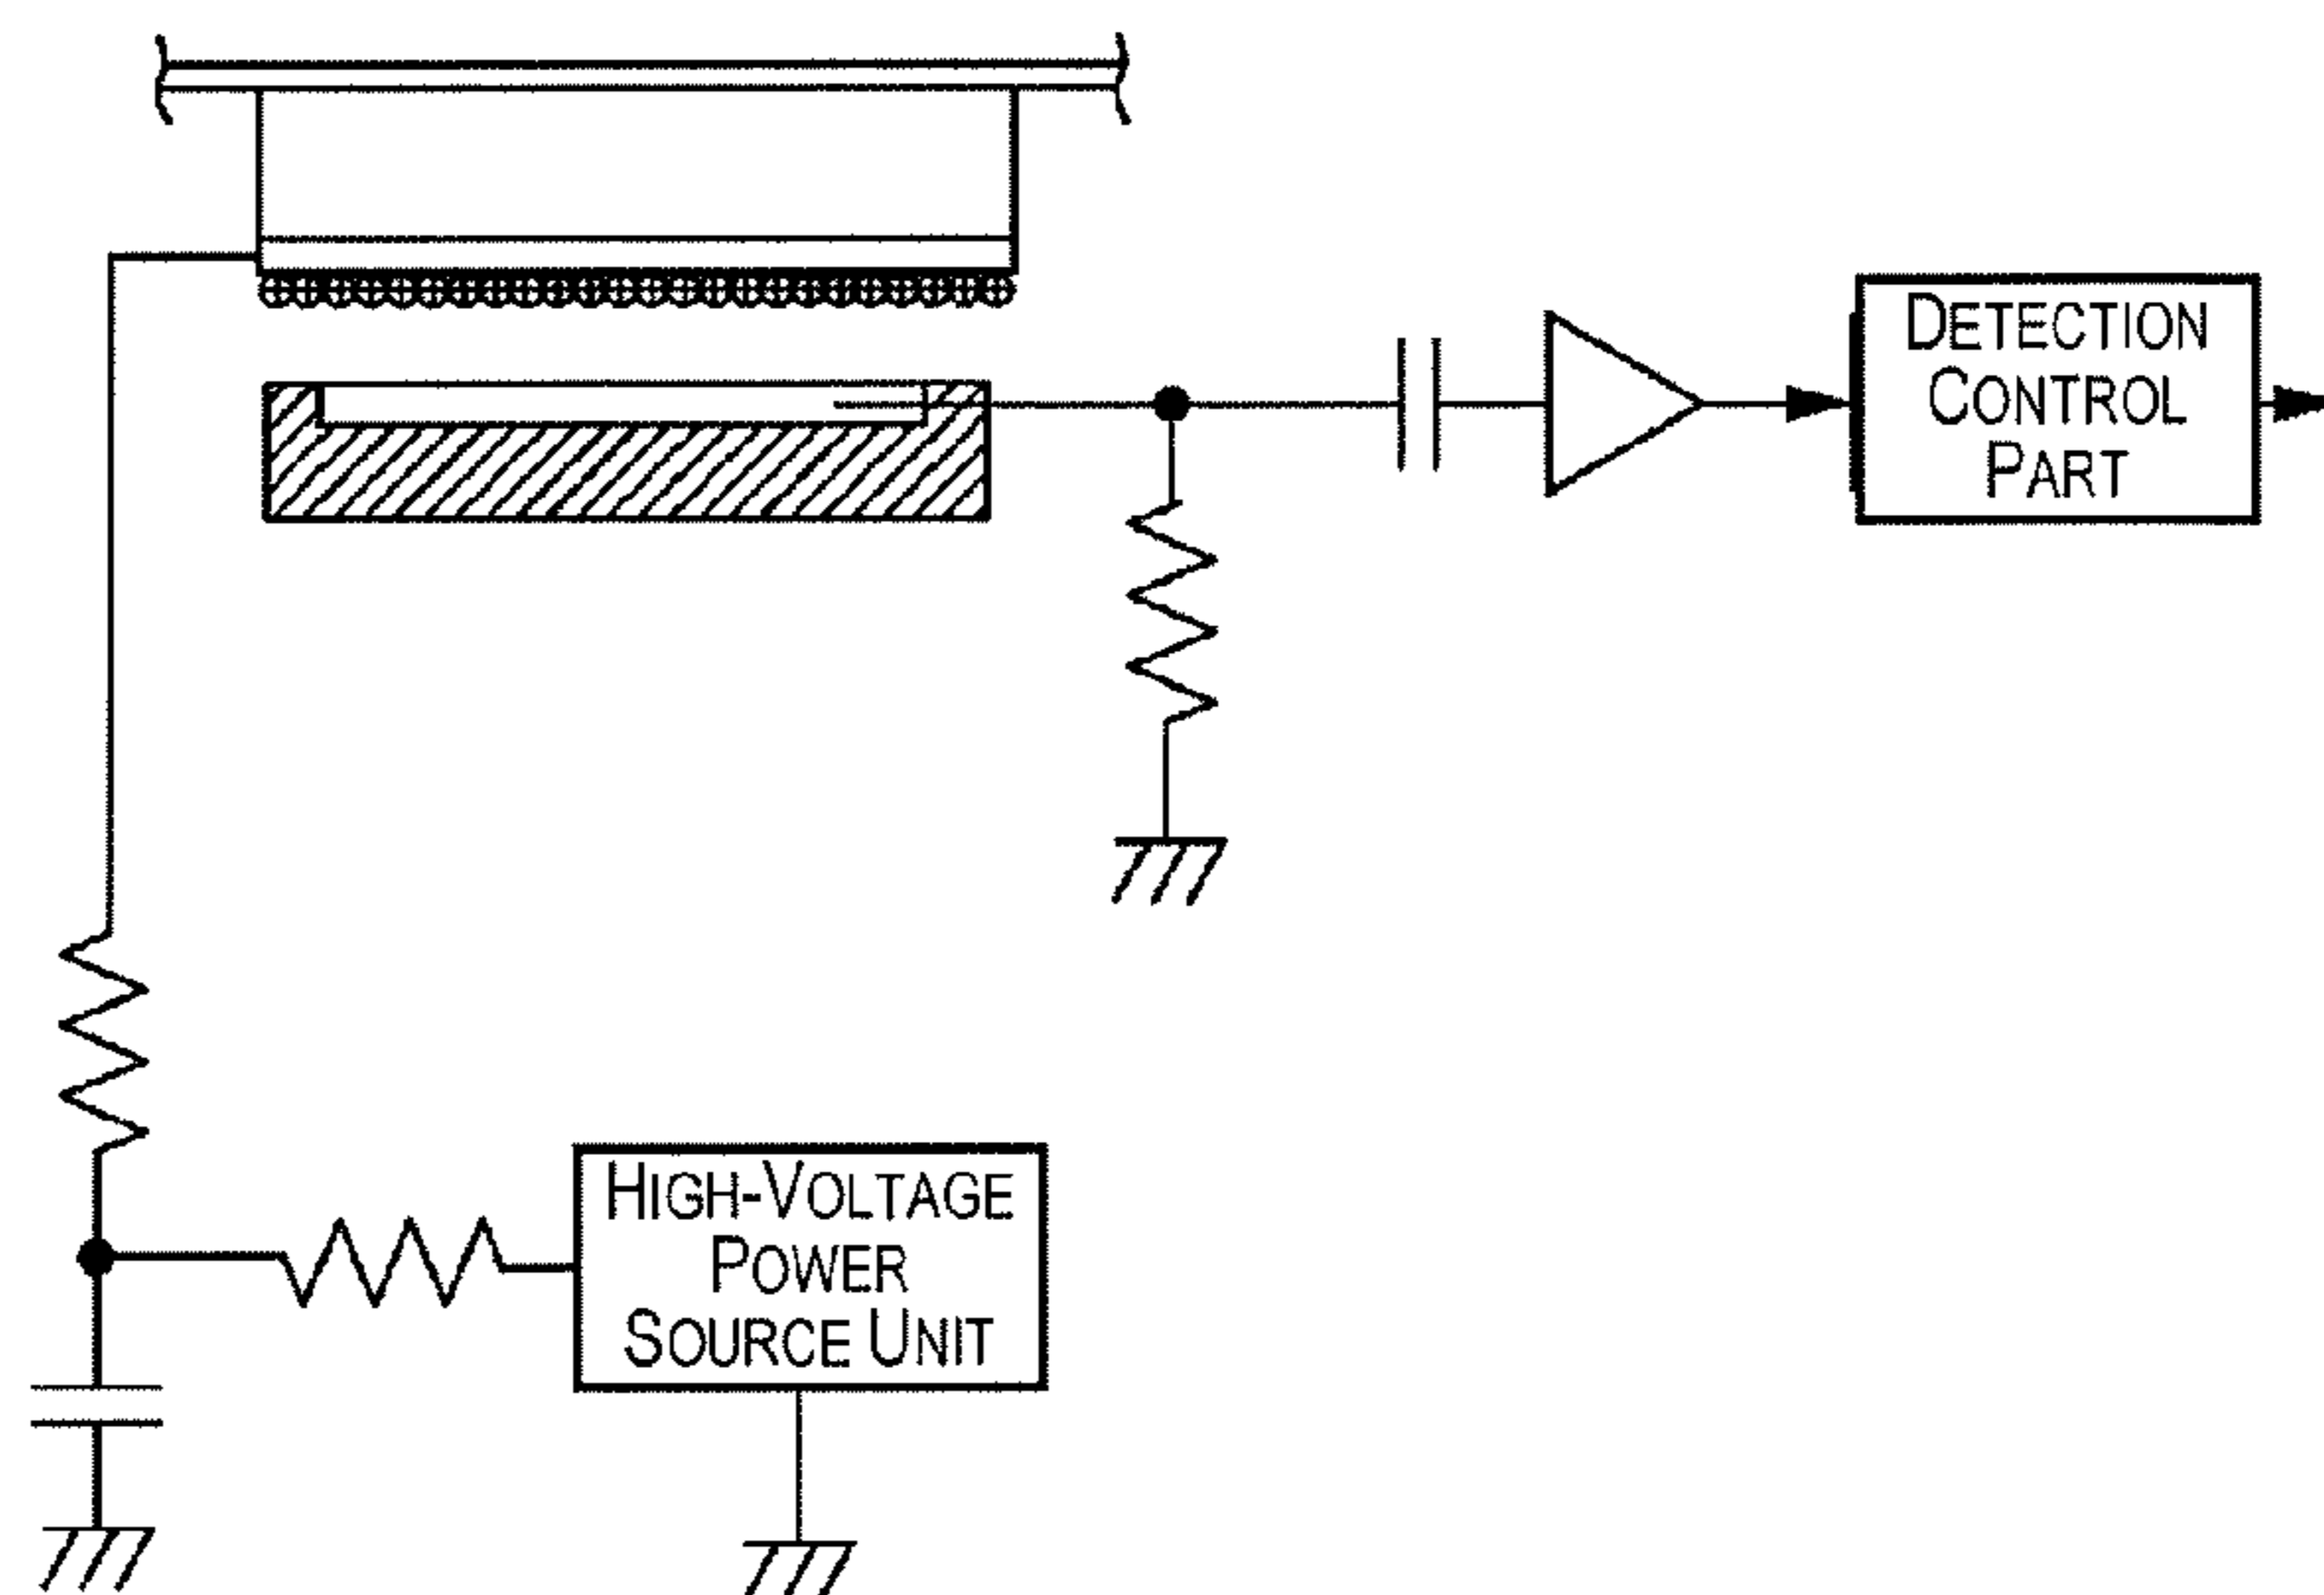 DETECTION
CONTROL
PART
HIGH-VOLTAGE
POWER
SOURCE UNIT